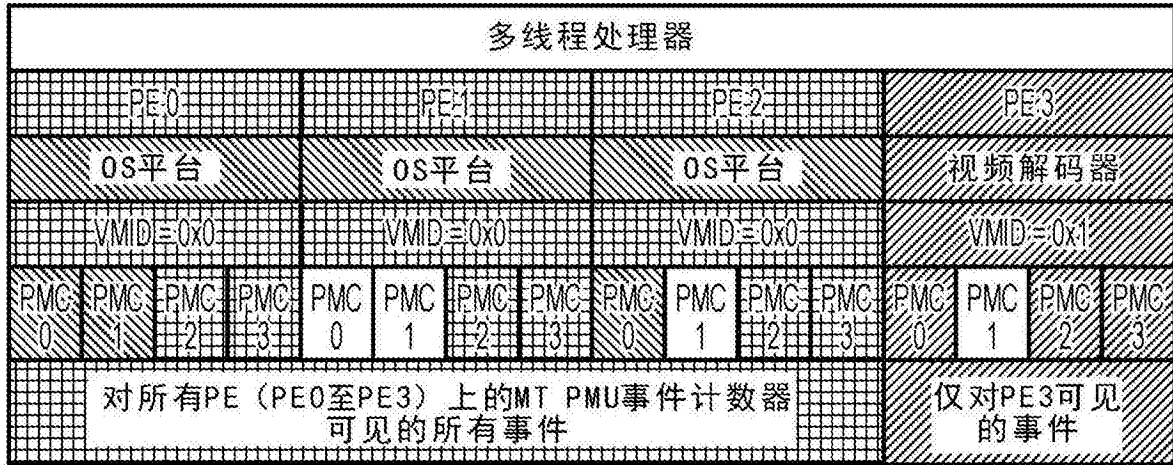 多线程处理器
PE 0 PE 1 PE 2 PE 3
OS平台 OS平台 OS平台 视频解码器
VMID=0x0 VMID=0x0 VMID=0x0 VMID=0x1
PMC PMC PMC PMC PMC PMC PMC PMC PMC PMC PMC PMC PMC PMC PMC PMC
0 1 2 3 0 1 2 3 0 1 2 3 0 1 2 3
对所有PE（PE0至PE3）上的MT PMU事件计数器
可见的所有事件
仅对PE3可见
的事件